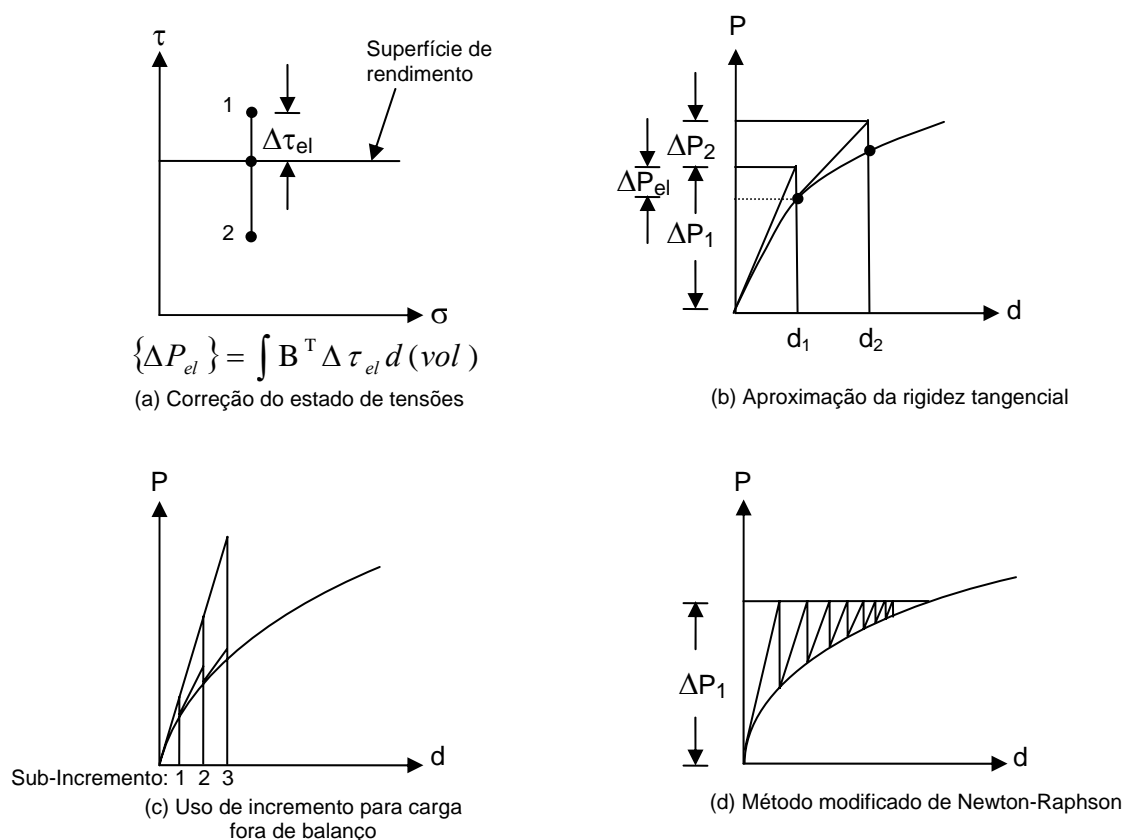 τ
Superfície de
rendimento
1
Δτel
2
σ
{ΔPel} = ∫ B^T Δ τ el d (vol)
(a) Correção do estado de tensões
P
ΔP2
ΔPel
ΔP1
d
d1 d2
(b) Aproximação da rigidez tangencial
P
d
Sub-Incremento: 1 2 3
(c) Uso de incremento para carga
fora de balanço
P
ΔP1
d
(d) Método modificado de Newton-Raphson